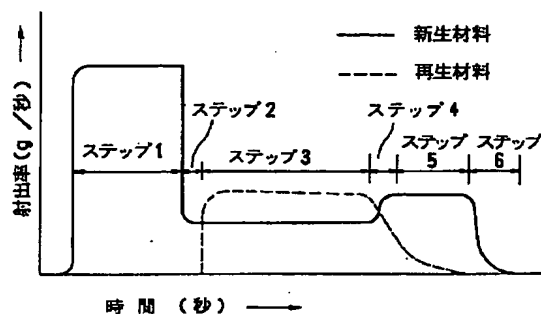 新生材料
再生材料
ステップ2
ステップ4
ステップ1
ステップ3
ステップ
5
ステップ
6
射出率(g/秒)
時間(秒)